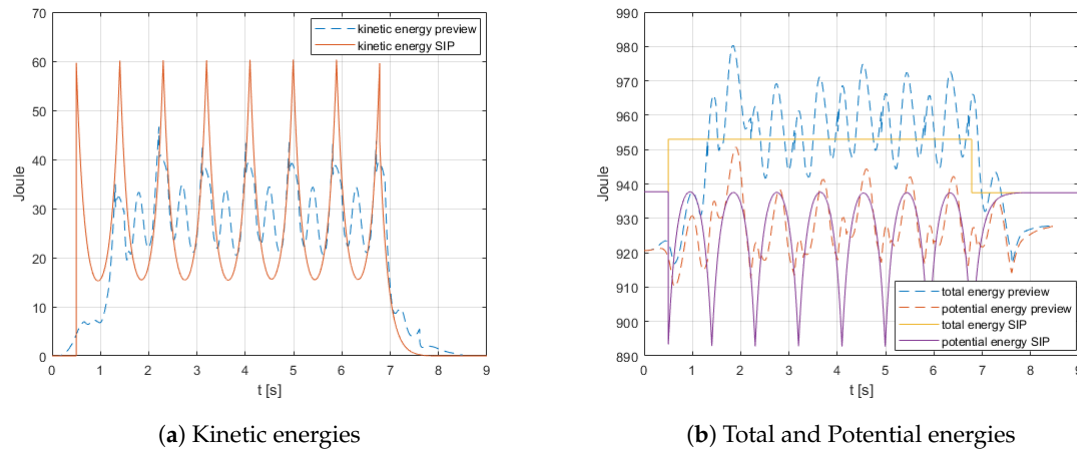 70
60
50
40
30
20
10
0
Joule
0 1 2 3 4 5 6 7 8 9
t [s]
kinetic energy preview
kinetic energy SIP
(a) Kinetic energies
990
980
970
960
950
940
930
920
910
900
890
Joule
0 1 2 3 4 5 6 7 8 9
t [s]
total energy preview
potential energy preview
total energy SIP
potential energy SIP
(b) Total and Potential energies